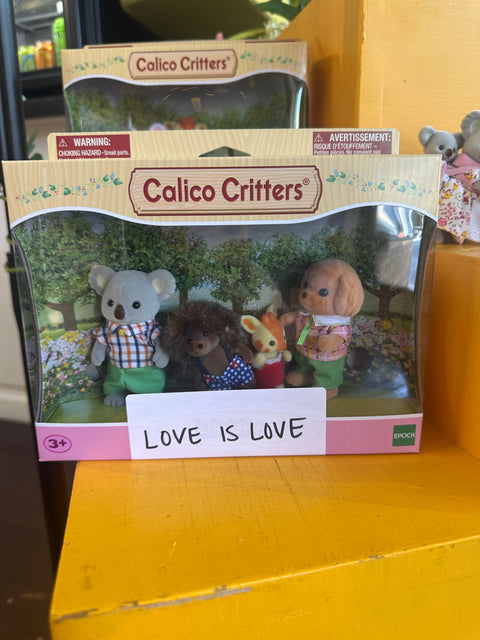 Calico Critters®
WARNING:
CHOKING HAZARD - Small parts.
AVERTISSEMENT:
RISQUE D'ÉTOUFFEMENT –
Petites pièces. Ne convient pas
Calico Critters®
LOVE IS LOVE
3+
EPOCH